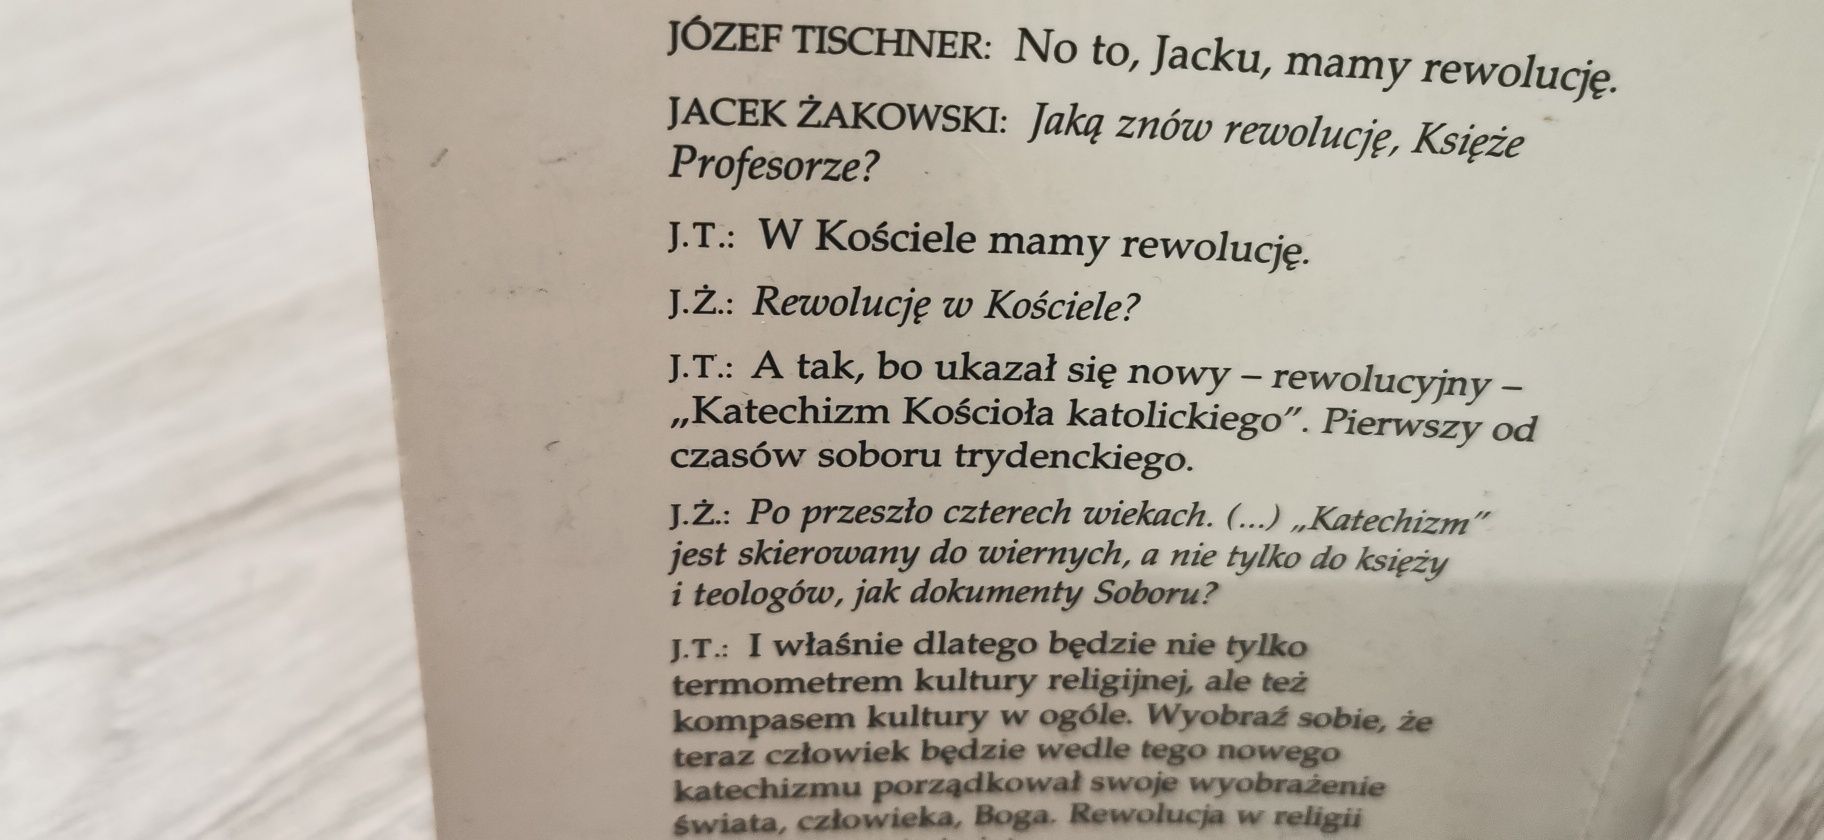 JÓZEF TISCHNER: No to, Jacku, mamy rewolucję.
JACEK ŻAKOWSKI: Jaką znów rewolucję, Księże
Profesorze?
J.T.: W Kościele mamy rewolucję.
J.Ż.: Rewolucję w Kościele?
J.T.: A tak, bo ukazał się nowy – rewolucyjny –
„Katechizm Kościoła katolickiego”. Pierwszy od
czasów soboru trydenckiego.
J.Ż.: Po przeszło czterech wiekach. (...) „Katechizm”
jest skierowany do wiernych, a nie tylko do księży
i teologów, jak dokumenty Soboru?
J.T.: I właśnie dlatego będzie nie tylko
termometrem kultury religijnej, ale też
kompasem kultury w ogóle. Wyobraź sobie, że
teraz człowiek będzie wedle tego nowego
katechizmu porządkował swoje wyobrażenie
świata, człowieka, Boga. Rewolucja w religii